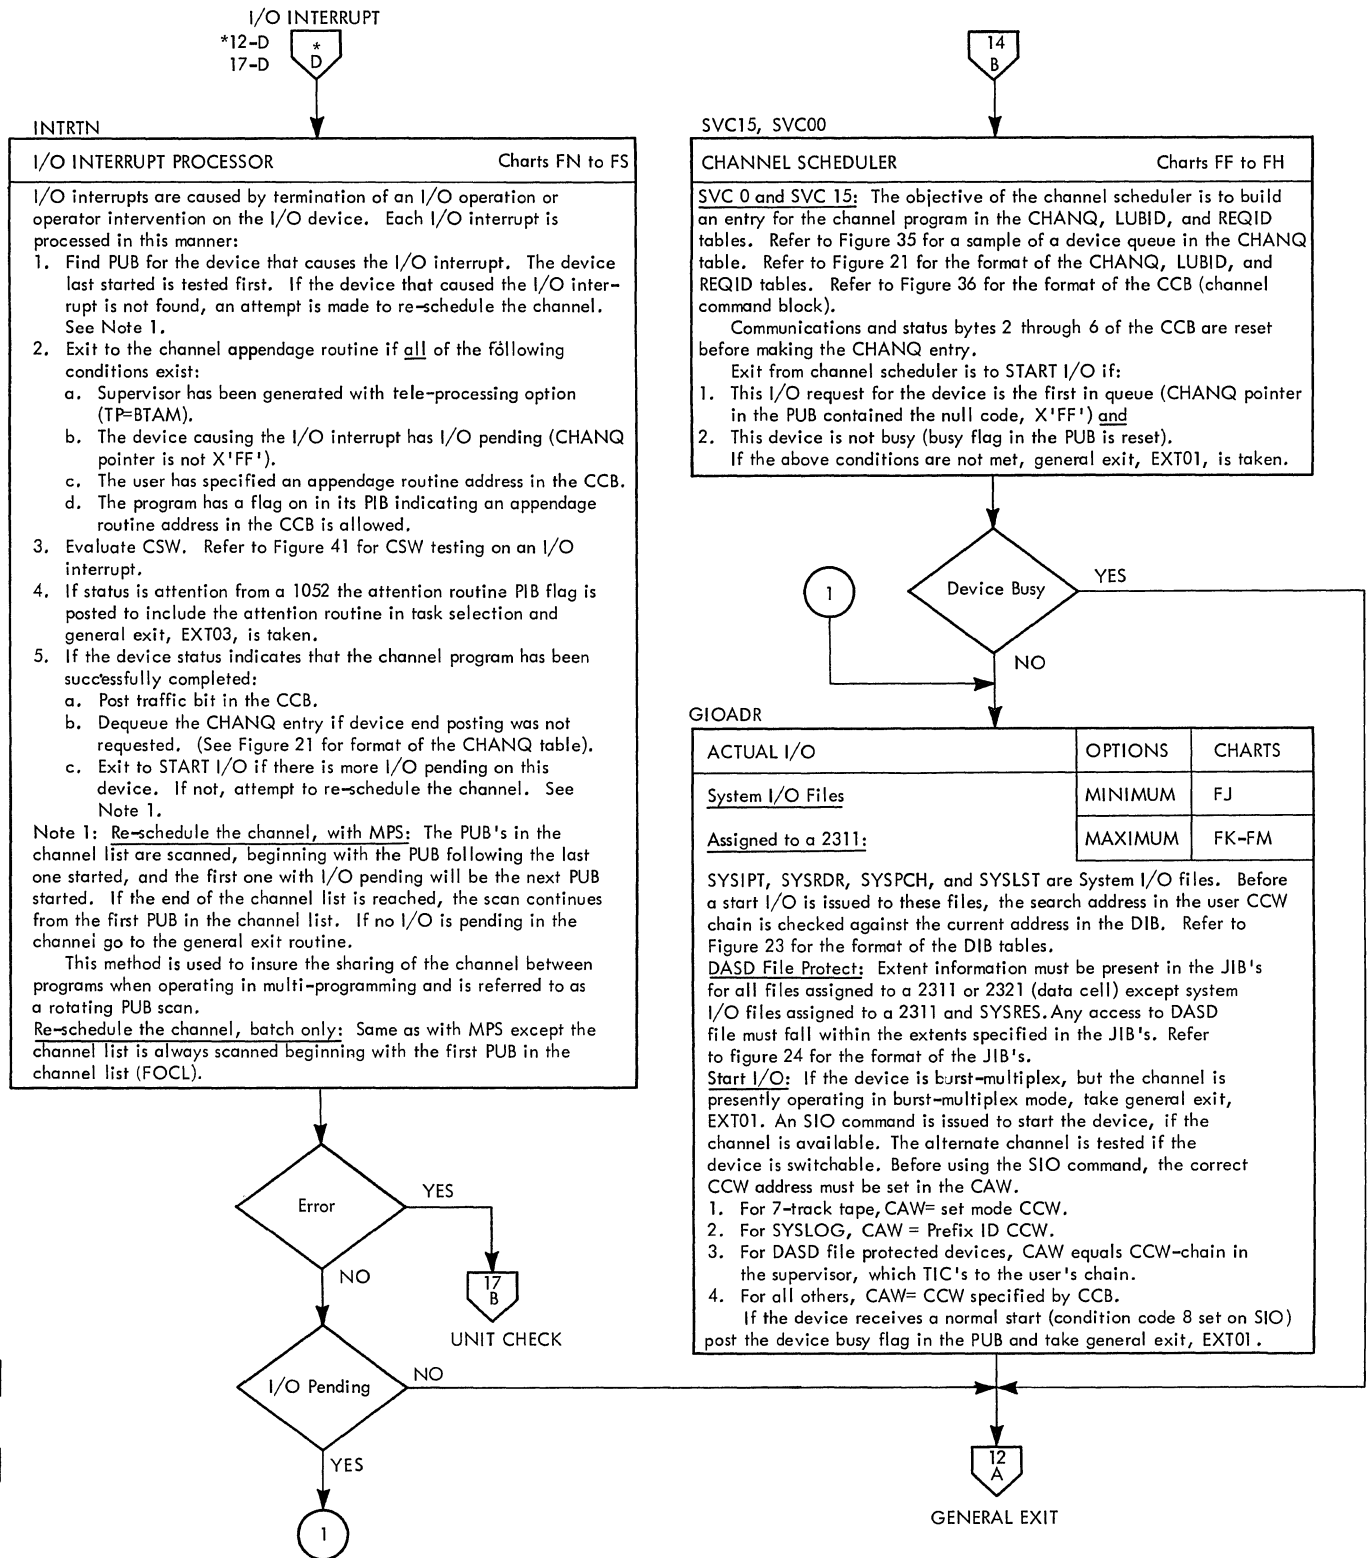 I/O INTERRUPT
*12-D
17-D
*
D
INTRTN
I/O INTERRUPT PROCESSOR Charts FN to FS
I/O interrupts are caused by termination of an I/O operation or
operator intervention on the I/O device. Each I/O interrupt is
processed in this manner:
1. Find PUB for the device that causes the I/O interrupt. The device
last started is tested first. If the device that caused the I/O inter-
rupt is not found, an attempt is made to re-schedule the channel.
See Note 1.
2. Exit to the channel appendage routine if all of the following
conditions exist:
a. Supervisor has been generated with tele-processing option
(TP=BTAM).
b. The device causing the I/O interrupt has I/O pending (CHANQ
pointer is not X'FF').
c. The user has specified an appendage routine address in the CCB.
d. The program has a flag on in its PIB indicating an appendage
routine address in the CCB is allowed.
3. Evaluate CSW. Refer to Figure 41 for CSW testing on an I/O
interrupt.
4. If status is attention from a 1052 the attention routine PIB flag is
posted to include the attention routine in task selection and
general exit, EXT03, is taken.
5. If the device status indicates that the channel program has been
successfully completed:
a. Post traffic bit in the CCB.
b. Dequeue the CHANQ entry if device end posting was not
requested. (See Figure 21 for format of the CHANQ table).
c. Exit to START I/O if there is more I/O pending on this
device. If not, attempt to re-schedule the channel. See
Note 1.
Note 1: Re-schedule the channel, with MPS: The PUB's in the
channel list are scanned, beginning with the PUB following the last
one started, and the first one with I/O pending will be the next PUB
started. If the end of the channel list is reached, the scan continues
from the first PUB in the channel list. If no I/O is pending in the
channel go to the general exit routine.
This method is used to insure the sharing of the channel between
programs when operating in multi-programming and is referred to as
a rotating PUB scan.
Re-schedule the channel, batch only: Same as with MPS except the
channel list is always scanned beginning with the first PUB in the
channel list (FOCL).
Error
YES
NO
17
B
UNIT CHECK
I/O Pending
NO
YES
1
14
B
SVC15, SVC00
CHANNEL SCHEDULER Charts FF to FH
SVC 0 and SVC 15: The objective of the channel scheduler is to build
an entry for the channel program in the CHANQ, LUBID, and REQID
tables. Refer to Figure 35 for a sample of a device queue in the CHANQ
table. Refer to Figure 21 for the format of the CHANQ, LUBID, and
REQID tables. Refer to Figure 36 for the format of the CCB (channel
command block).
Communications and status bytes 2 through 6 of the CCB are reset
before making the CHANQ entry.
Exit from channel scheduler is to START I/O if:
1. This I/O request for the device is the first in queue (CHANQ pointer
in the PUB contained the null code, X'FF') and
2. This device is not busy (busy flag in the PUB is reset).
If the above conditions are not met, general exit, EXT01, is taken.
1
Device Busy
YES
NO
GIOADR
ACTUAL I/O OPTIONS CHARTS
System I/O Files MINIMUM FJ
Assigned to a 2311: MAXIMUM FK-FM
SYSIPT, SYSRDR, SYSPCH, and SYSLST are System I/O files. Before
a start I/O is issued to these files, the search address in the user CCW
chain is checked against the current address in the DIB. Refer to
Figure 23 for the format of the DIB tables.
DASD File Protect: Extent information must be present in the JIB's
for all files assigned to a 2311 or 2321 (data cell) except system
I/O files assigned to a 2311 and SYSRES. Any access to DASD
file must fall within the extents specified in the JIB's. Refer
to figure 24 for the format of the JIB's.
Start I/O: If the device is burst-multiplex, but the channel is
presently operating in burst-multiplex mode, take general exit,
EXT01. An SIO command is issued to start the device, if the
channel is available. The alternate channel is tested if the
device is switchable. Before using the SIO command, the correct
CCW address must be set in the CAW.
1. For 7-track tape, CAW= set mode CCW.
2. For SYSLOG, CAW = Prefix ID CCW.
3. For DASD file protected devices, CAW equals CCW-chain in
the supervisor, which TIC's to the user's chain.
4. For all others, CAW= CCW specified by CCB.
If the device receives a normal start (condition code 8 set on SIO)
post the device busy flag in the PUB and take general exit, EXT01.
12
A
GENERAL EXIT